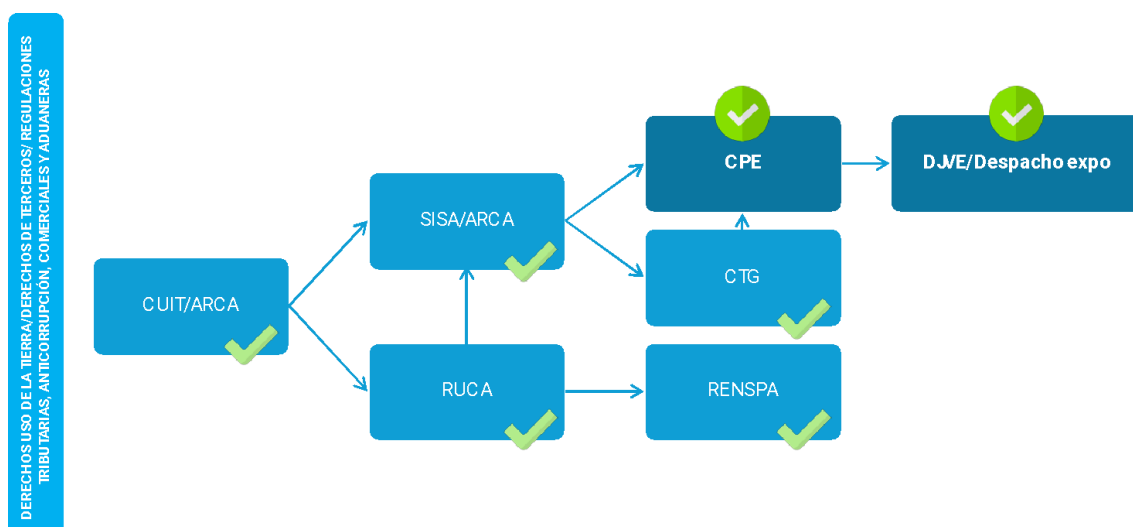 DERECHOS USO DE LA TIERRA/DERECHOS DE TERCEROS/ REGULACIONES
TRIBUTARIAS, ANTICORRUPCIÓN, COMERCIALES Y ADUANERAS
CUIT/ARCA
SISA/ARCA
RUCA
CPE
CTG
RENSPA
DJVE/Despacho expo